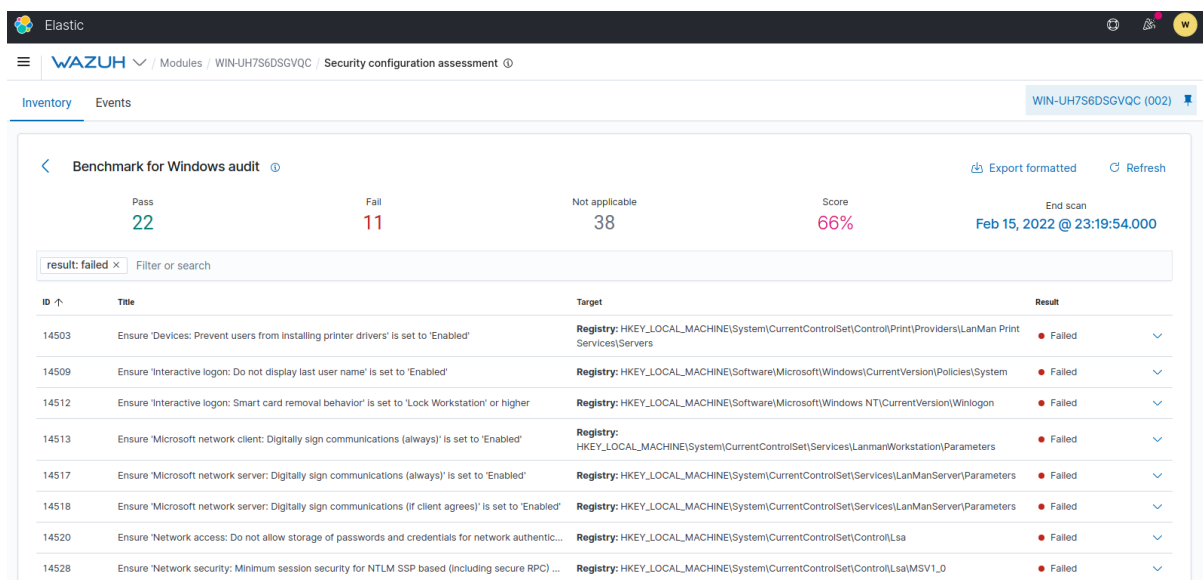 Elastic
W
WAZUH / Modules / WIN-UH7S6DSGVQC / Security configuration assessment
Inventory Events WIN-UH7S6DSGVQC (002)
Benchmark for Windows audit Export formatted Refresh
Pass Fail Not applicable Score End scan
22 11 38 66% Feb 15, 2022 @ 23:19:54.000
result: failed × Filter or search
ID ↑ Title Target Result
14503 Ensure 'Devices: Prevent users from installing printer drivers' is set to 'Enabled' Registry: HKEY_LOCAL_MACHINE\System\CurrentControlSet\Control\Print\Providers\LanMan Print Failed
Services\Servers
14509 Ensure 'Interactive logon: Do not display last user name' is set to 'Enabled' Registry: HKEY_LOCAL_MACHINE\Software\Microsoft\Windows\CurrentVersion\Policies\System Failed
14512 Ensure 'Interactive logon: Smart card removal behavior' is set to 'Lock Workstation' or higher Registry: HKEY_LOCAL_MACHINE\Software\Microsoft\Windows NT\CurrentVersion\Winlogon Failed
14513 Ensure 'Microsoft network client: Digitally sign communications (always)' is set to 'Enabled' Registry: Failed
HKEY_LOCAL_MACHINE\System\CurrentControlSet\Services\LanmanWorkstation\Parameters
14517 Ensure 'Microsoft network server: Digitally sign communications (always)' is set to 'Enabled' Registry: HKEY_LOCAL_MACHINE\System\CurrentControlSet\Services\LanManServer\Parameters Failed
14518 Ensure 'Microsoft network server: Digitally sign communications (if client agrees)' is set to 'Enabled' Registry: HKEY_LOCAL_MACHINE\System\CurrentControlSet\Services\LanManServer\Parameters Failed
14520 Ensure 'Network access: Do not allow storage of passwords and credentials for network authentic... Registry: HKEY_LOCAL_MACHINE\System\CurrentControlSet\Control\Lsa Failed
14528 Ensure 'Network security: Minimum session security for NTLM SSP based (including secure RPC) ... Registry: HKEY_LOCAL_MACHINE\System\CurrentControlSet\Control\Lsa\MSV1_0 Failed